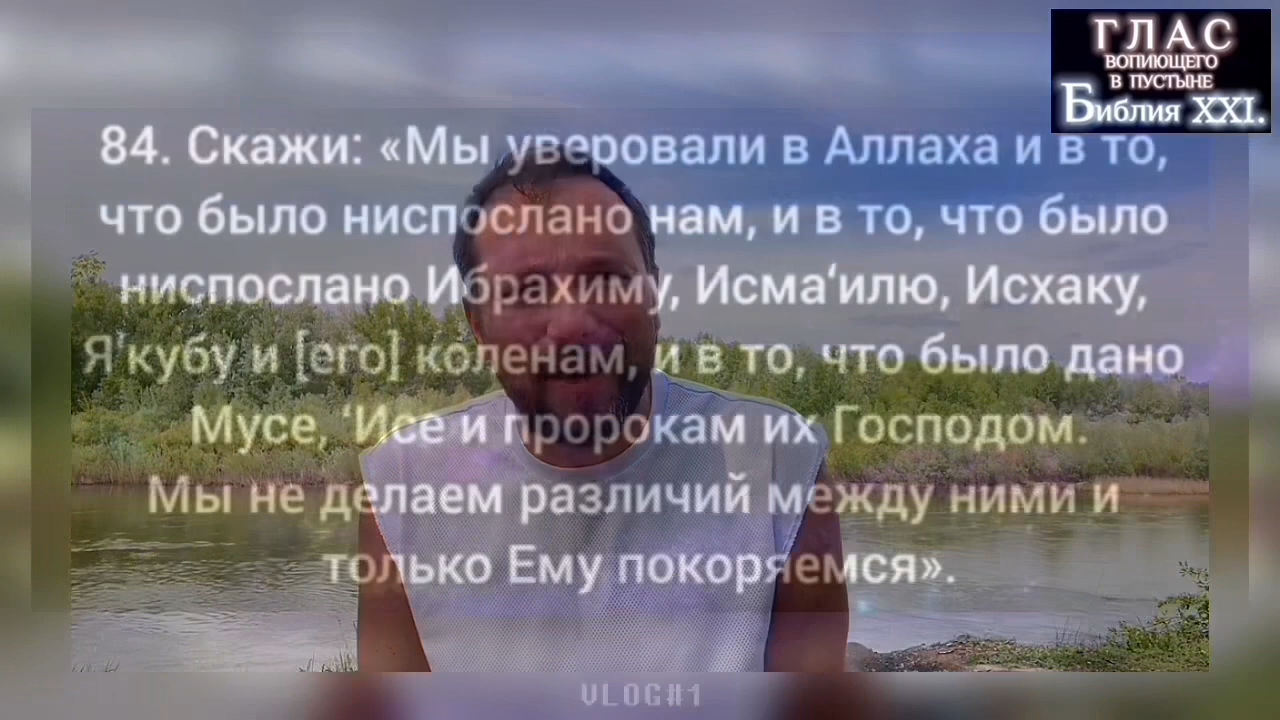 ГЛАС
ВОПИЮЩЕГО
В ПУСТЫНЕ
Библия XXI.
84. Скажи: «Мы уверовали в Аллаха и в то,
что было ниспослано нам, и в то, что было
ниспослано Ибрахиму, Исма‘илю, Исхаку,
Я‘кубу и [его] коленам, и в то, что было дано
Мусе, ‘Исе и пророкам их Господом.
Мы не делаем различий между ними и
только Ему покоряемся».
VLOG#1